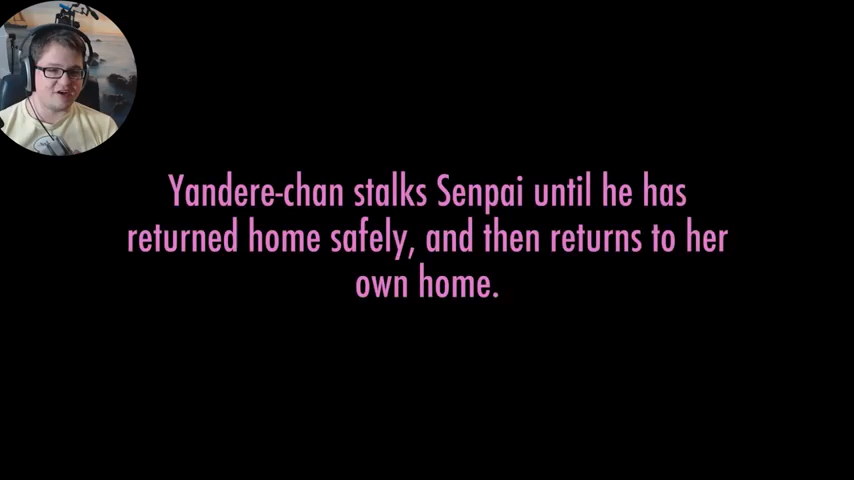 Yandere-chan stalks Senpai until he has
returned home safely, and then returns to her
own home.